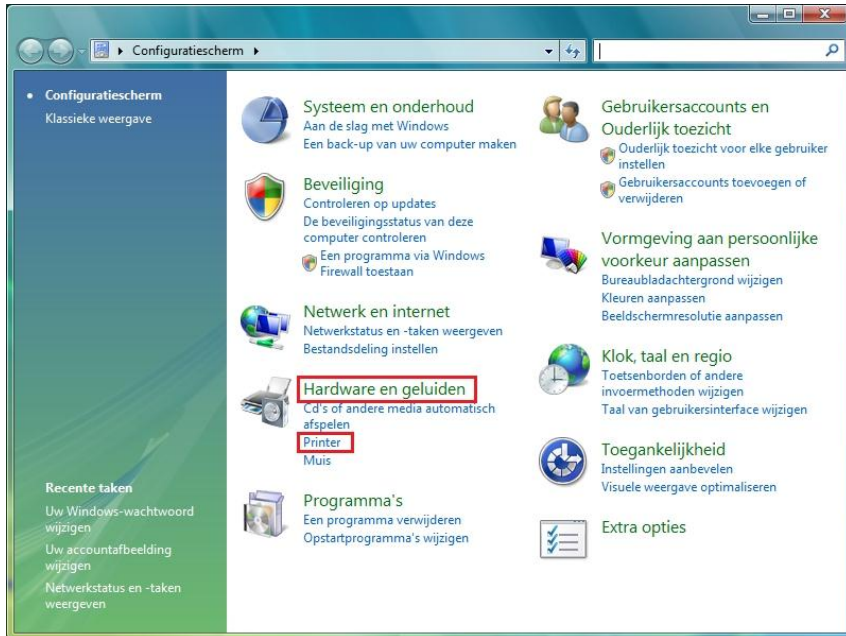 Configuratiescherm
Configuratiescherm
Klassieke weergave
Recente taken
Uw Windows-wachtwoord
wijzigen
Uw accountafbeelding
wijzigen
Netwerkstatus en -taken
weergeven
Systeem en onderhoud
Aan de slag met Windows
Een back-up van uw computer maken
Beveiliging
Controleren op updates
De beveiligingsstatus van deze
computer controleren
Een programma via Windows
Firewall toestaan
Netwerk en internet
Netwerkstatus en -taken weergeven
Bestandsdeling instellen
Hardware en geluiden
Cd's of andere media automatisch
afspelen
Printer
Muis
Programma's
Een programma verwijderen
Opstartprogramma's wijzigen
Gebruikersaccounts en
Ouderlijk toezicht
Ouderlijk toezicht voor elke gebruiker
instellen
Gebruikersaccounts toevoegen of
verwijderen
Vormgeving aan persoonlijke
voorkeur aanpassen
Bureaubladachtergrond wijzigen
Kleuren aanpassen
Beeldschermresolutie aanpassen
Klok, taal en regio
Toetsenborden of andere
invoermethoden wijzigen
Taal van gebruikersinterface wijzigen
Toegankelijkheid
Instellingen aanbevelen
Visuele weergave optimaliseren
Extra opties